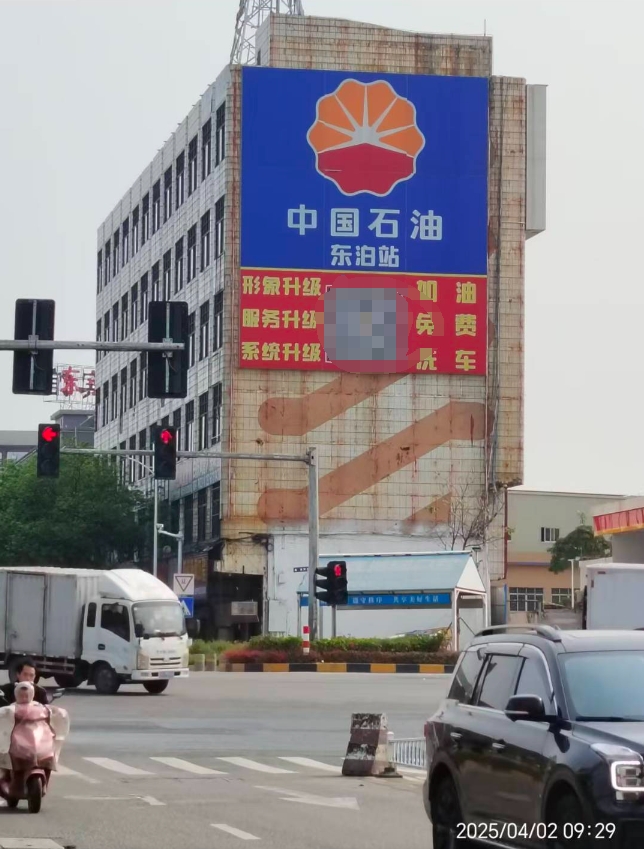 中国石油
东泊站
形象升级 加 油
服务升级 免 费
系统升级 洗 车
2025/04/02 09:29